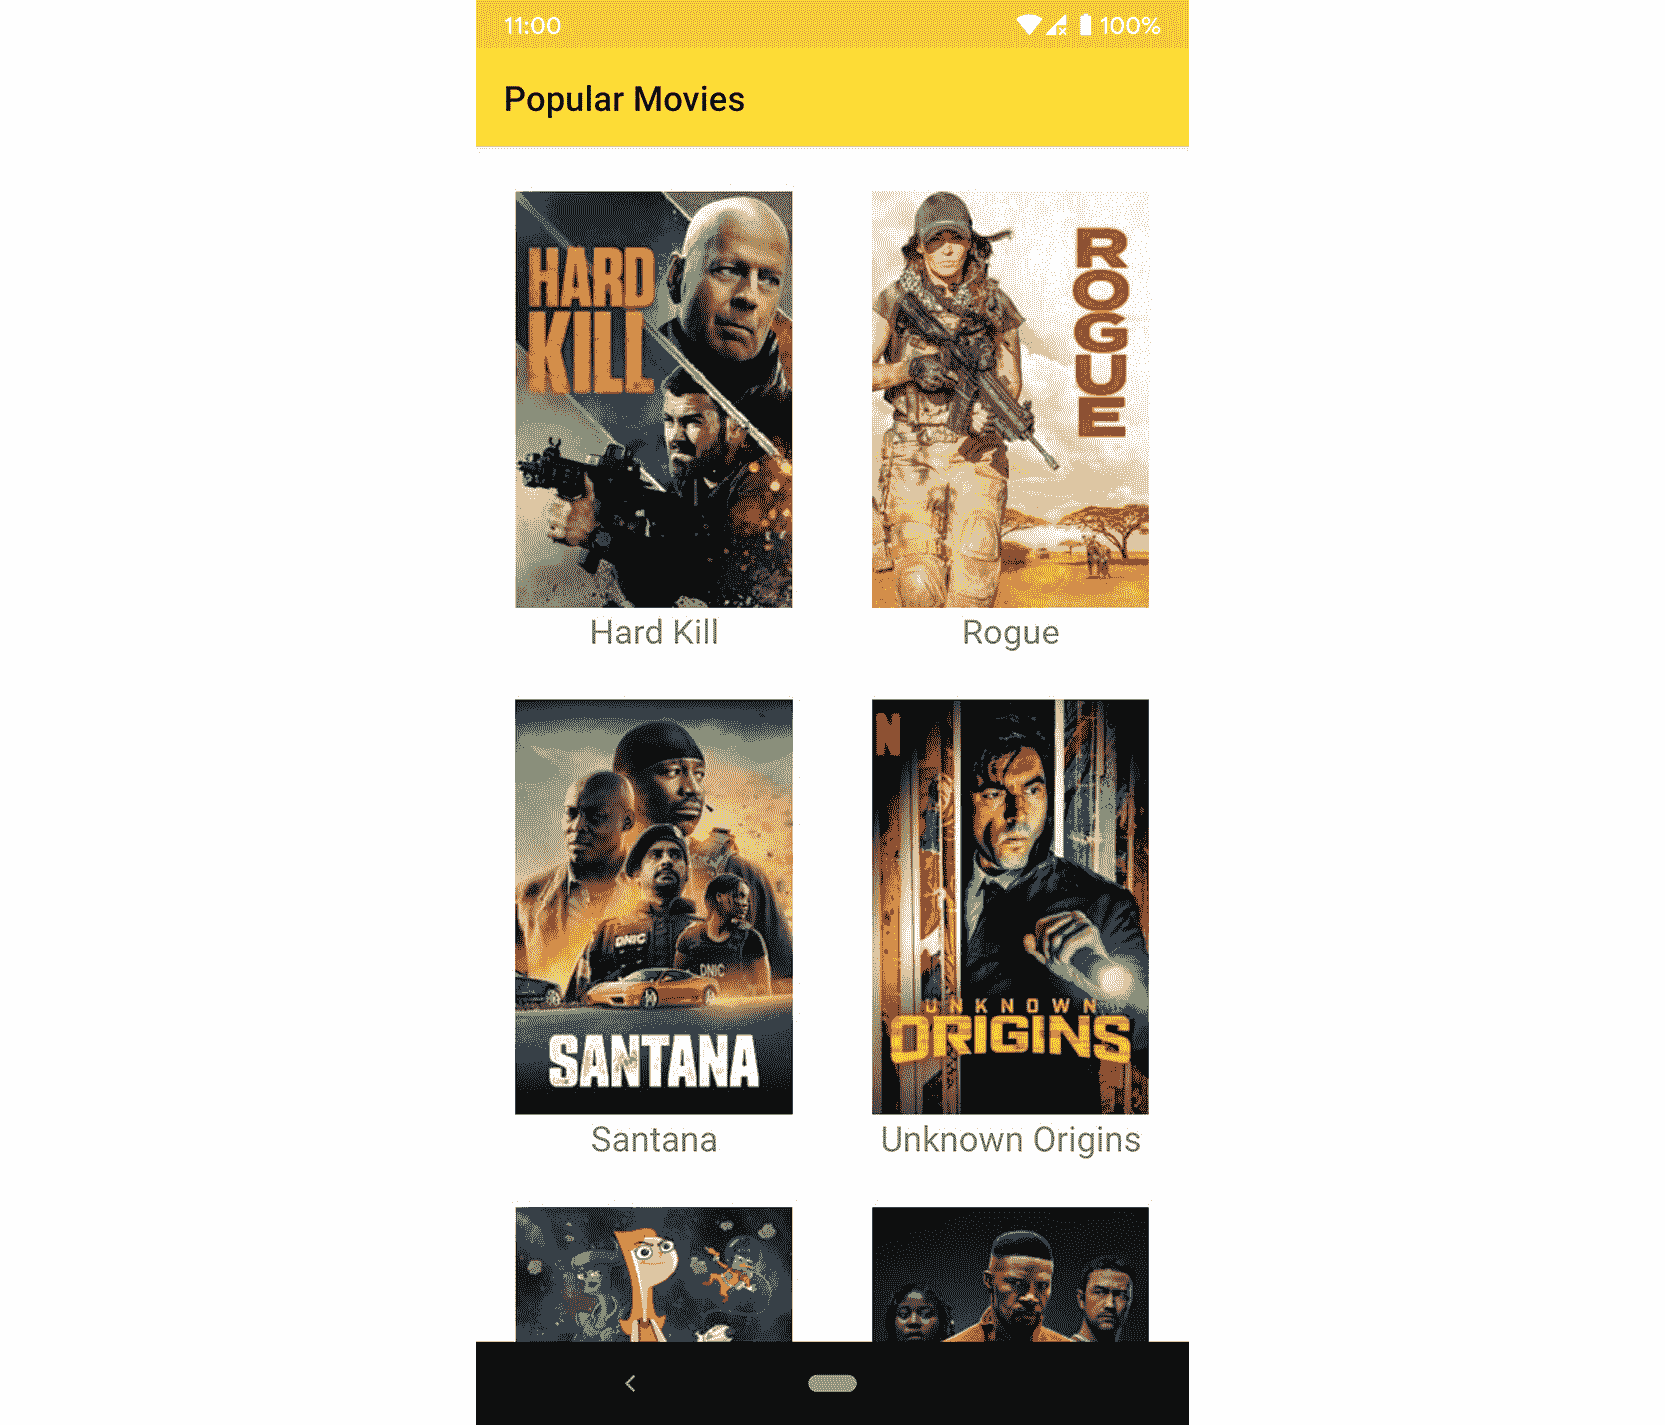 11:00 100%
Popular Movies
HARD
KILL
ROGUE
Hard Kill
Rogue
DNIC
DNIC
SANTANA
N
UNKNOWN
ORIGINS
Santana
Unknown Origins